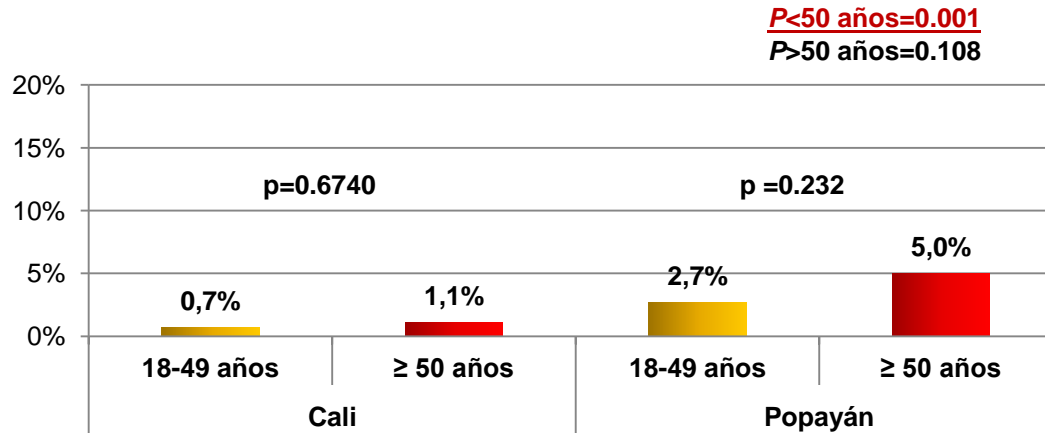 P<50 años=0.001
P>50 años=0.108
20%
15%
p=0.6740 p =0.232
10%
5,0%
5%
2,7%
0,7% 1,1%
0%
18-49 años ≥ 50 años 18-49 años ≥ 50 años
Cali Popayán